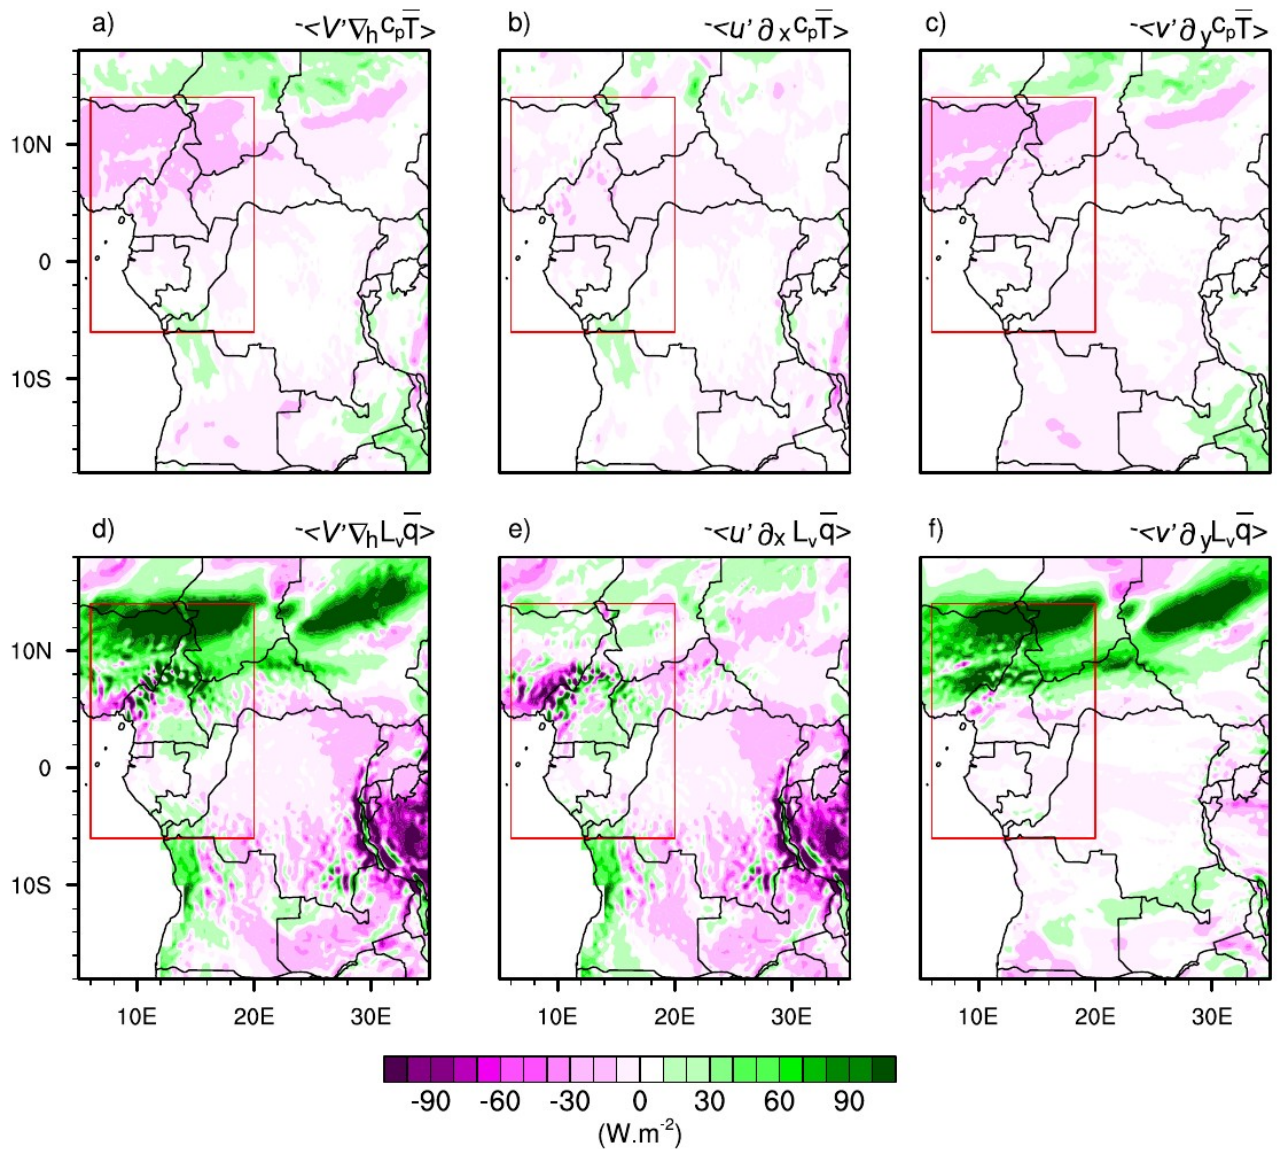 a) -<V’∇hcpT̅>
b) -<u’∂xcpT̅>
c) -<v’∂ycpT̅>
10N
0
10S
d) -<V’∇hLvq̅>
e) -<u’∂x Lvq̅>
f) -<v’∂yLvq̅>
10N
0
10S
10E 20E 30E 10E 20E 30E 10E 20E 30E
-90 -60 -30 0 30 60 90
(W.m-2)